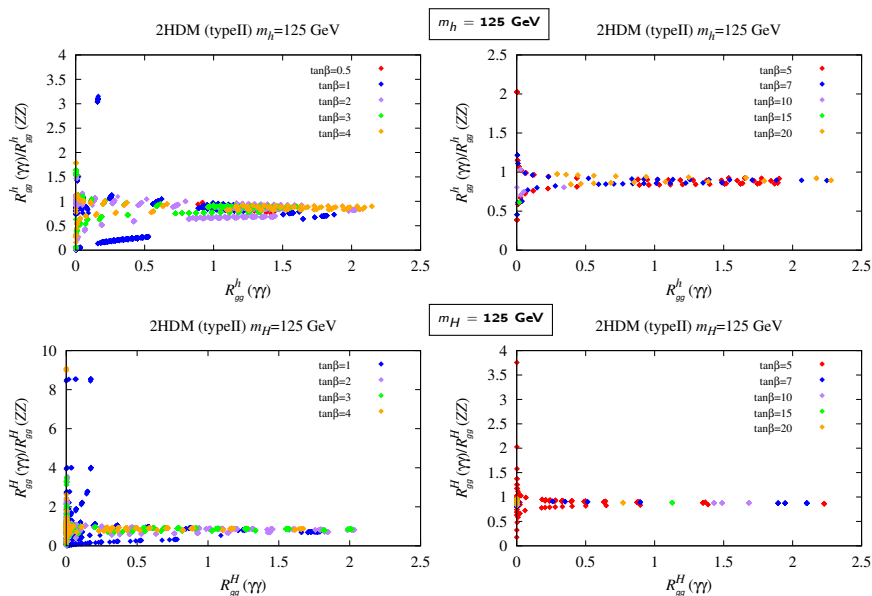 m_h = 125 GeV
2HDM (typeII) m_h=125 GeV
R^h_gg (γγ)/R^h_gg (ZZ)
4
3.5
3
2.5
2
1.5
1
0.5
0
tanβ=0.5
tanβ=1
tanβ=2
tanβ=3
tanβ=4
0 0.5 1 1.5 2 2.5
R^h_gg (γγ)
2HDM (typeII) m_h=125 GeV
R^h_gg (γγ)/R^h_gg (ZZ)
2.5
2
1.5
1
0.5
0
tanβ=5
tanβ=7
tanβ=10
tanβ=15
tanβ=20
0 0.5 1 1.5 2 2.5
R^h_gg (γγ)
m_H = 125 GeV
2HDM (typeII) m_H=125 GeV
R^H_gg (γγ)/R^H_gg (ZZ)
10
8
6
4
2
0
tanβ=1
tanβ=2
tanβ=3
tanβ=4
0 0.5 1 1.5 2 2.5
R^H_gg (γγ)
2HDM (typeII) m_H=125 GeV
R^H_gg (γγ)/R^H_gg (ZZ)
4
3.5
3
2.5
2
1.5
1
0.5
0
tanβ=5
tanβ=7
tanβ=10
tanβ=15
tanβ=20
0 0.5 1 1.5 2 2.5
R^H_gg (γγ)